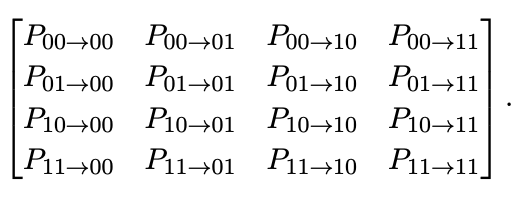 P00→00 P00→01 P00→10 P00→11
P01→00 P01→01 P01→10 P01→11
P10→00 P10→01 P10→10 P10→11
P11→00 P11→01 P11→10 P11→11 .